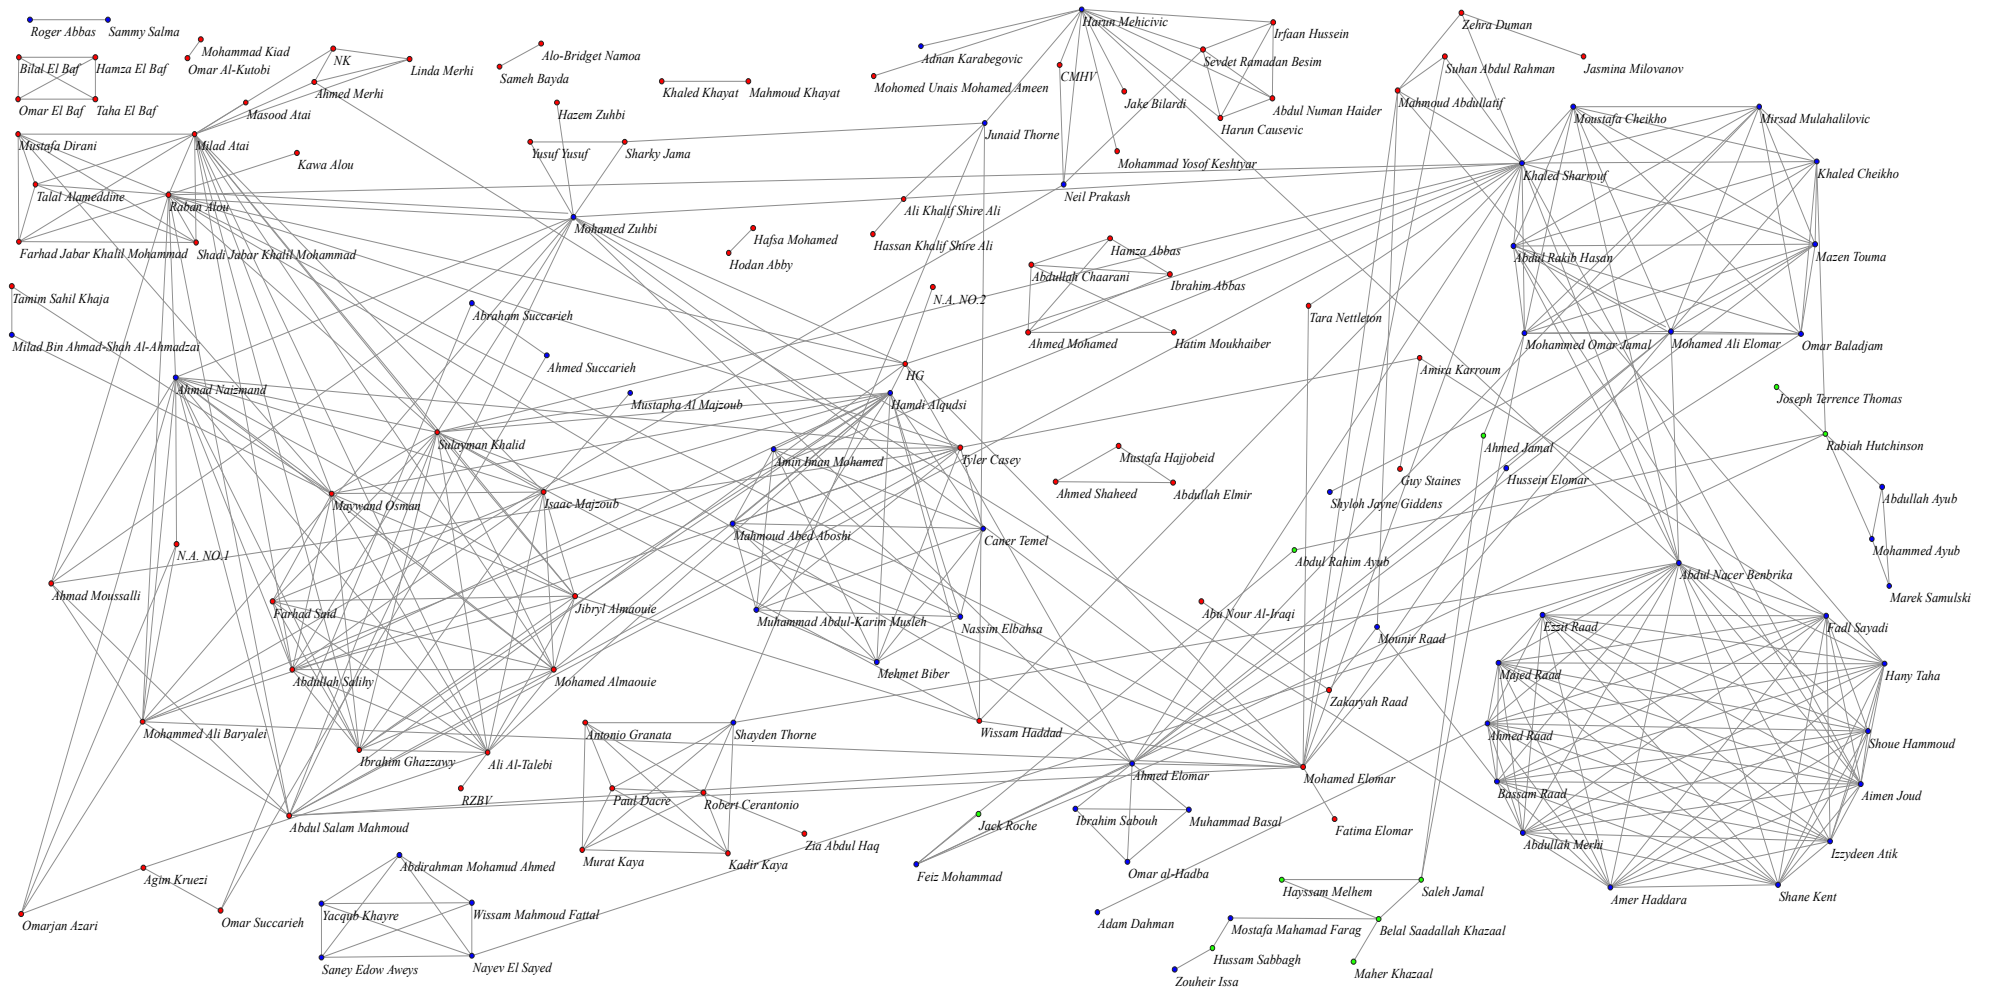 Roger Abbas
Sammy Salma
Harun Mehicivic
Zehra Duman
Irfaan Hussein
Mohammad Kiad
Omar Al-Kutobi
NK
Linda Merhi
Alo-Bridget Namoa
Sameh Bayda
Adnan Karabegovic
Sevdet Ramadan Besim
Suhan Abdul Rahman
Jasmina Milovanov
Bilal El Baf
Hamza El Baf
Ahmed Merhi
Khaled Khayat
Mahmoud Khayat
Mohomed Unais Mohamed Ameen
CMHV
Jake Bilardi
Abdul Numan Haider
Mahmoud Abdullatif
Omar El Baf
Taha El Baf
Masood Atai
Hazem Zuhbi
Harun Causevic
Moustafa Cheikho
Mirsad Mulahalilovic
Mustafa Dirani
Milad Atai
Yusuf Yusuf
Sharky Jama
Junaid Thorne
Mohammad Yosof Keshtyar
Kawa Alou
Khaled Sharrouf
Khaled Cheikho
Talal Alameddine
Raban Alou
Neil Prakash
Ali Khalif Shire Ali
Mohamed Zuhbi
Hassan Khalif Shire Ali
Farhad Jabar Khalil Mohammad
Shadi Jabar Khalil Mohammad
Hafsa Mohamed
Hodan Abby
Hamza Abbas
Abdullah Chaarani
Ibrahim Abbas
Abdul Rakib Hasan
Mazen Touma
Tamim Sahil Khaja
Abraham Succarieh
N.A. NO.2
Tara Nettleton
Milad Bin Ahmad-Shah Al-Ahmadzai
Ahmed Succarieh
Ahmed Mohamed
Hatim Moukhaiber
Mohammed Omar Jamal
Mohamed Ali Elomar
Omar Baladjam
Ahmad Naizmand
HG
Amira Karroum
Mustapha Al Majzoub
Hamdi Alqudsi
Joseph Terrence Thomas
Sulayman Khalid
Amin Iman Mohamed
Tyler Casey
Mustafa Hajjobeid
Ahmed Jamal
Rabiah Hutchinson
Ahmed Shaheed
Abdullah Elmir
Guy Staines
Shyloh Jayne Giddens
Hussein Elomar
Abdullah Ayub
Maywand Osman
Isaac Majzoub
Mahmoud Abed Aboshi
Caner Temel
N.A. NO.1
Abdul Rahim Ayub
Mohammed Ayub
Abdul Nacer Benbrika
Marek Samulski
Ahmad Moussalli
Farhad Said
Jibryl Almaouie
Muhammad Abdul-Karim Musleh
Nassim Elbahsa
Abu Nour Al-Iraqi
Mounir Raad
Ezzit Raad
Fadl Sayadi
Abdullah Salihy
Mohamed Almaouie
Mehmet Biber
Zakaryah Raad
Majed Raad
Hany Taha
Mohammed Ali Baryalei
Antonio Granata
Shayden Thorne
Wissam Haddad
Ahmed Raad
Shoue Hammoud
Ibrahim Ghazzawy
Ali Al-Talebi
Ahmed Elomar
Mohamed Elomar
RZBV
Paul Dacre
Robert Cerantonio
Bassam Raad
Aimen Joud
Abdul Salam Mahmoud
Jack Roche
Ibrahim Sabouh
Muhammad Basal
Fatima Elomar
Zia Abdul Haq
Abdullah Merhi
Izzydeen Atik
Murat Kaya
Kadir Kaya
Abdirahman Mohamud Ahmed
Feiz Mohammad
Omar al-Hadba
Agim Kruezi
Hayssam Melhem
Saleh Jamal
Amer Haddara
Shane Kent
Omarjan Azari
Omar Succarieh
Yacqub Khayre
Wissam Mahmoud Fattal
Adam Dahman
Mostafa Mahamad Farag
Belal Saadallah Khazaal
Saney Edow Aweys
Nayev El Sayed
Hussam Sabbagh
Maher Khazaal
Zouheir Issa